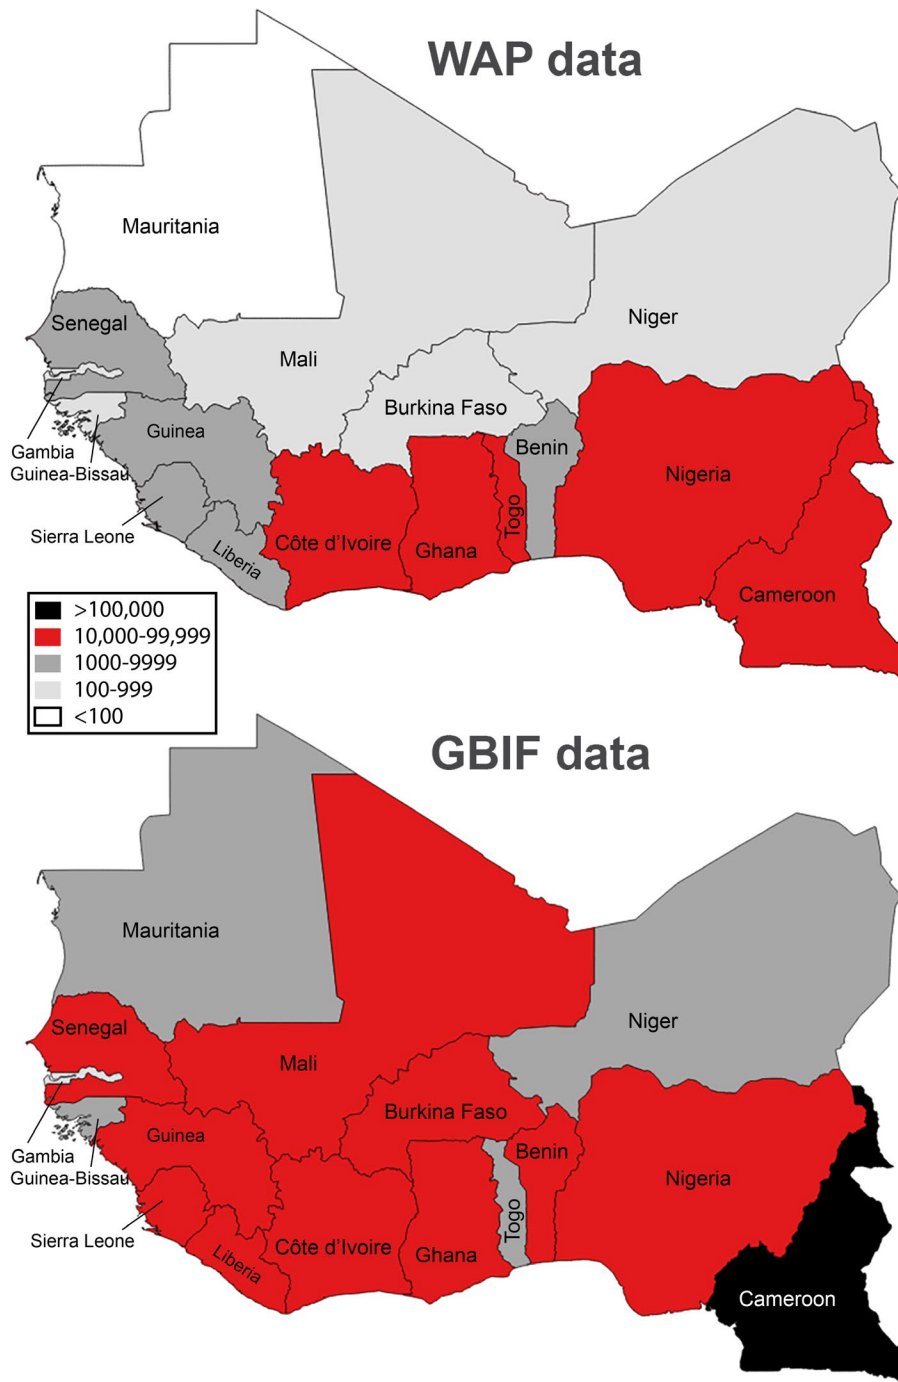 WAP data
Mauritania
Senegal
Niger
Mali
Burkina Faso
Guinea
Benin
Gambia
Guinea-Bissau
Nigeria
Togo
Sierra Leone
Côte d'Ivoire
Ghana
Liberia
Cameroon
>100,000
10,000-99,999
1000-9999
100-999
<100
GBIF data
Mauritania
Niger
Senegal
Mali
Burkina Faso
Guinea
Benin
Gambia
Guinea-Bissau
Nigeria
Togo
Sierra Leone
Côte d'Ivoire
Ghana
Liberia
Cameroon